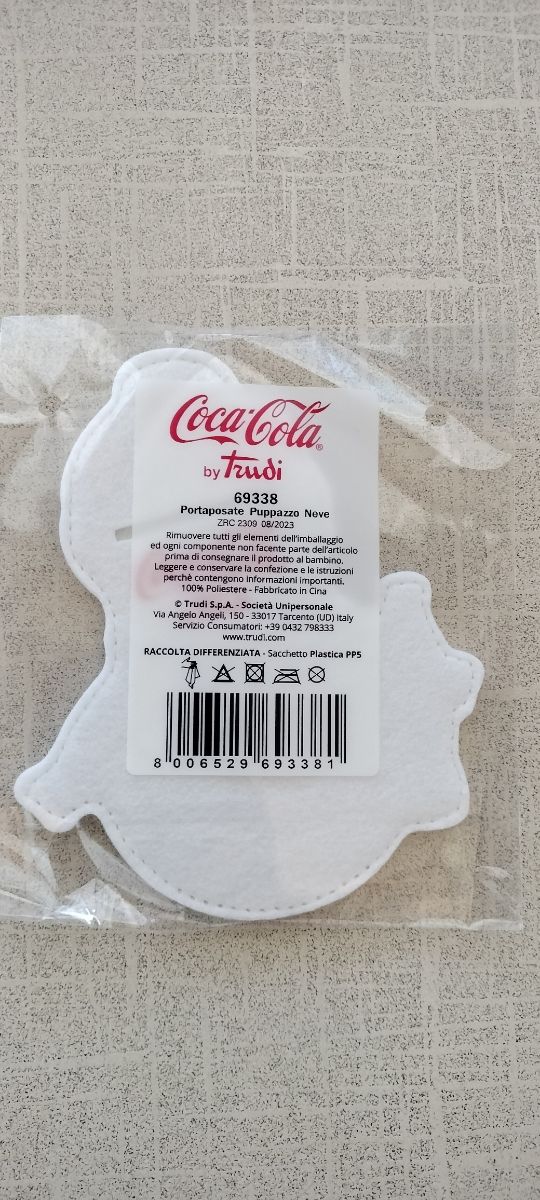 Coca-Cola®
by Trudi
69338
Portaposate Puppazzo Neve
ZRC 2309 08/2023
Rimuovere tutti gli elementi dell'imballaggio
ed ogni componente non facente parte dell'articolo
prima di consegnare il prodotto al bambino.
Leggere e conservare la confezione e le istruzioni
perchè contengono informazioni importanti.
100% Poliestere - Fabbricato in Cina
© Trudi S.p.A. - Società Unipersonale
Via Angelo Angeli, 150 - 33017 Tarcento (UD) Italy
Servizio Consumatori: +39 0432 798333
www.trudi.com
RACCOLTA DIFFERENZIATA - Sacchetto Plastica PP5
8 006529 693381